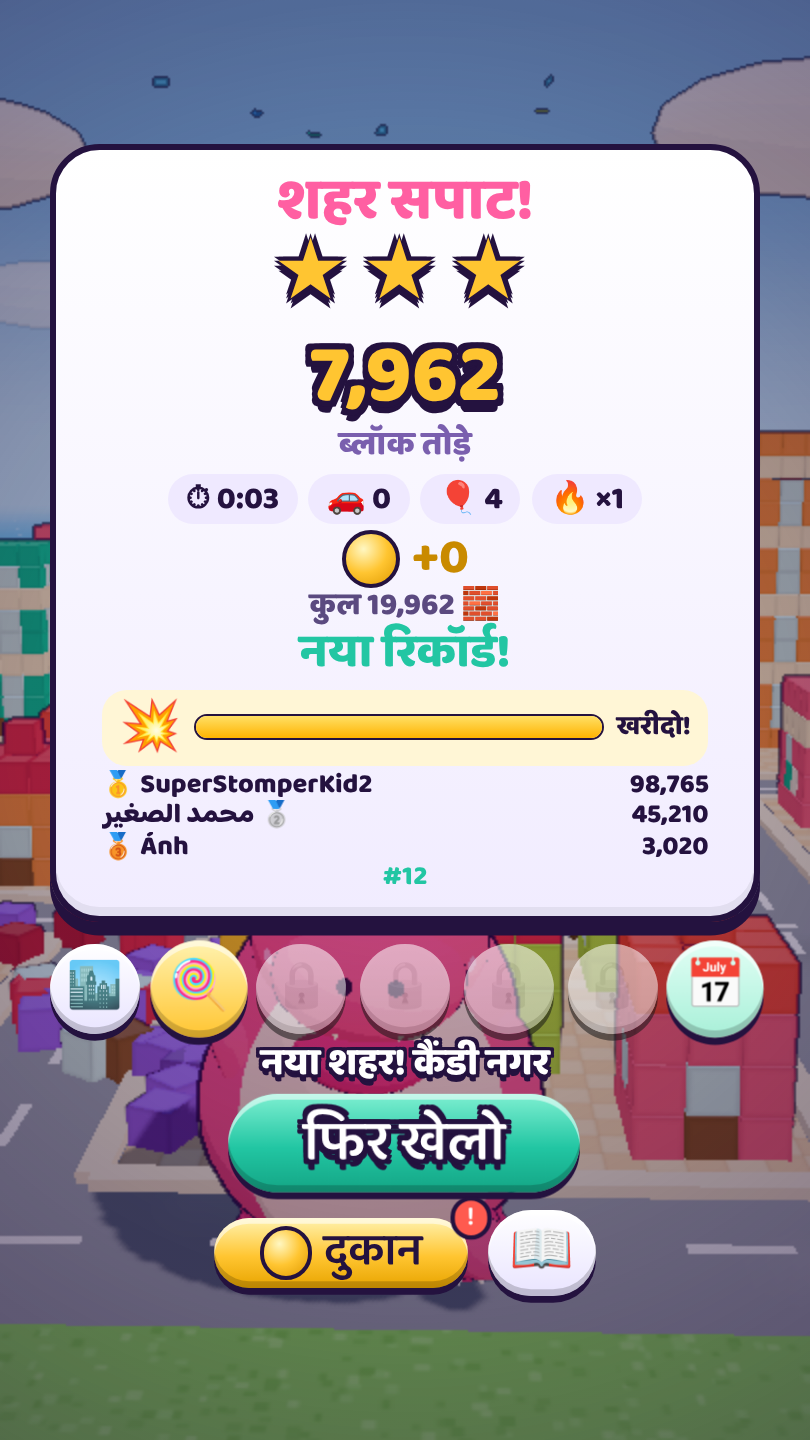 शहर सपाट!
7,962
ब्लॉक तोड़े
0:03 0 4 ×1
+0
कुल 19,962
नया रिकॉर्ड!
खरीदो!
SuperStomperKid2 98,765
محمد الصغير 45,210
Ánh 3,020
#12
July
17
नया शहर! कैंडी नगर
फिर खेलो
!
दुकान